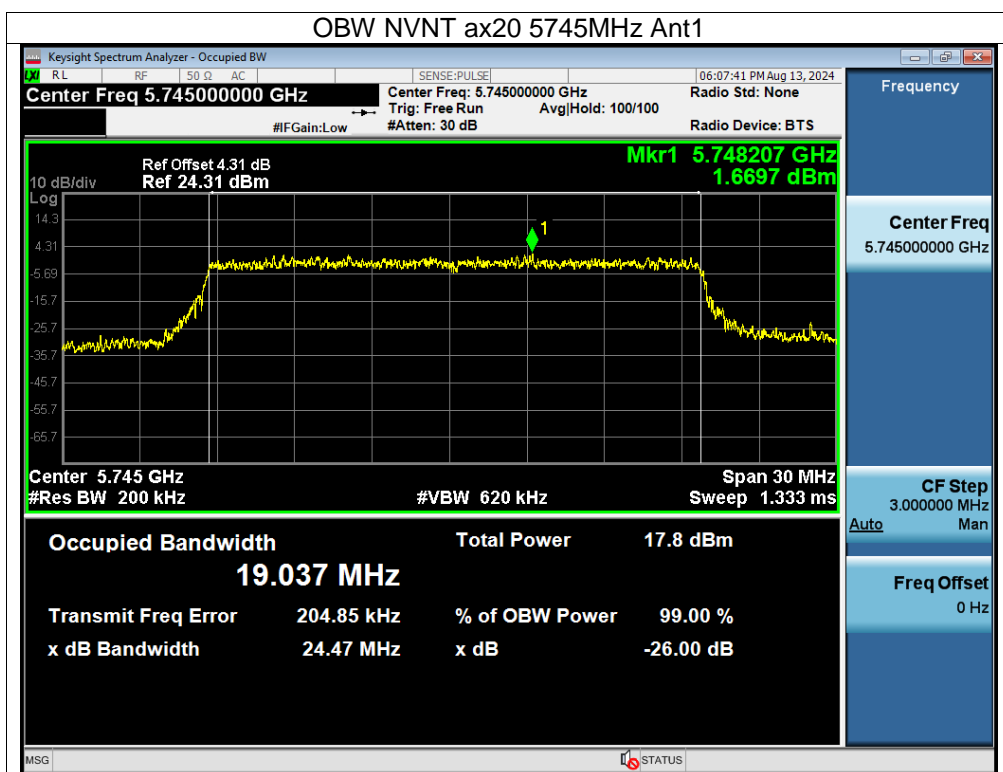 OBW NVNT ax20 5745MHz Ant1
Keysight Spectrum Analyzer - Occupied BW
LXI RL RF 50 Ω AC SENSE:PULSE 06:07:41 PM Aug 13, 2024
Center Freq 5.745000000 GHz Center Freq: 5.745000000 GHz Radio Std: None
Trig: Free Run Avg|Hold: 100/100
#IFGain:Low #Atten: 30 dB Radio Device: BTS
Ref Offset 4.31 dB Mkr1 5.748207 GHz
10 dB/div Ref 24.31 dBm 1.6697 dBm
Log
14.3
1
4.31
-5.69
-15.7
-25.7
-35.7
-45.7
-55.7
-65.7
Center 5.745 GHz Span 30 MHz
#Res BW 200 kHz #VBW 620 kHz Sweep 1.333 ms
Occupied Bandwidth Total Power 17.8 dBm
19.037 MHz
Transmit Freq Error 204.85 kHz % of OBW Power 99.00 %
x dB Bandwidth 24.47 MHz x dB -26.00 dB
MSG STATUS
Frequency
Center Freq
5.745000000 GHz
CF Step
3.000000 MHz
Auto Man
Freq Offset
0 Hz